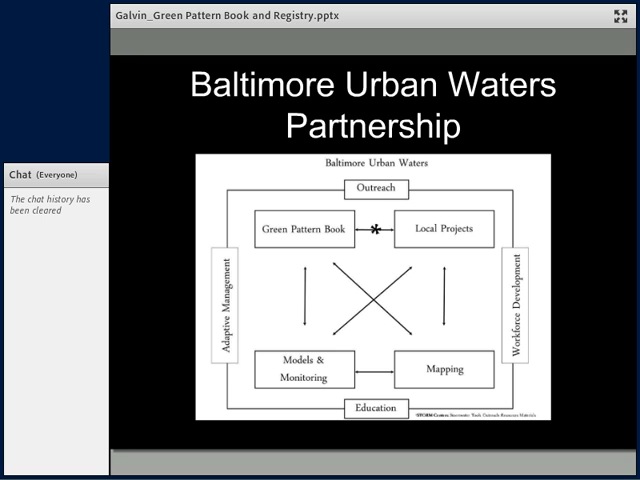 Galvin_Green Pattern Book and Registry.pptx
Baltimore Urban Waters
Partnership
Chat (Everyone)
The chat history has
been cleared
Baltimore Urban Waters
Outreach
Green Pattern Book
*
Local Projects
Adaptive Management
Workforce Development
Models &
Monitoring
Mapping
Education